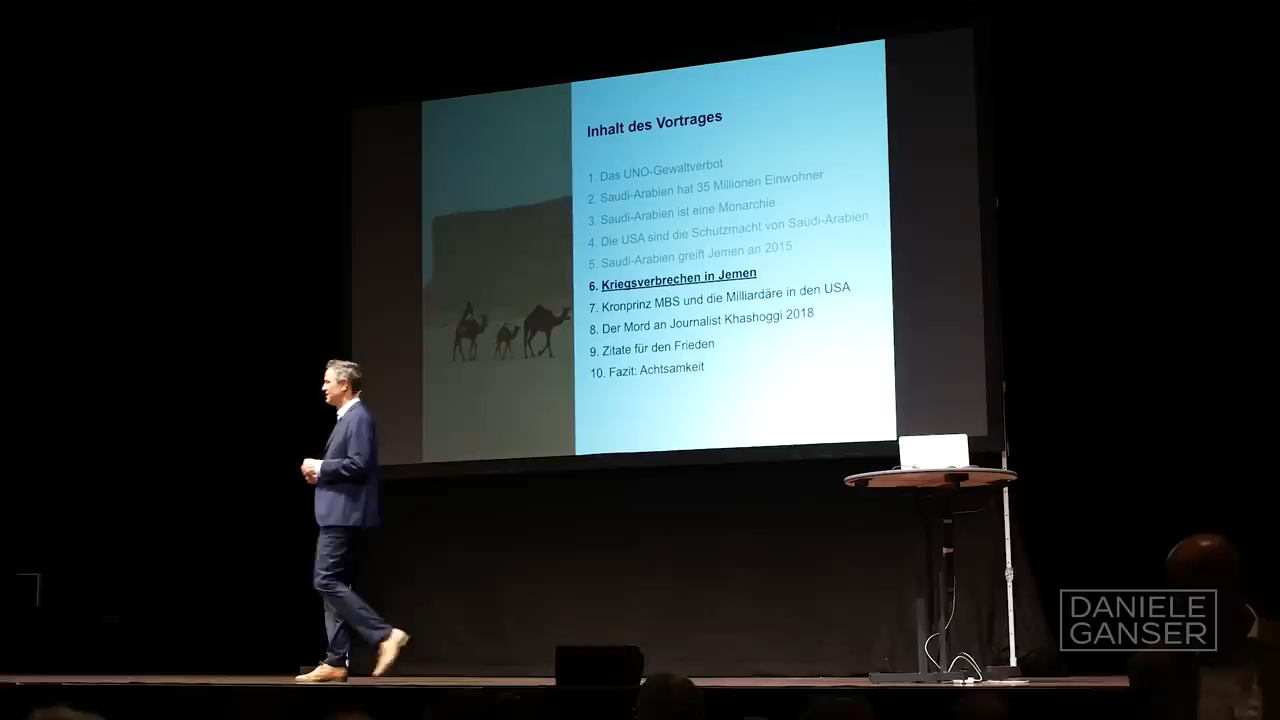 Inhalt des Vortrages
1. Das UNO-Gewaltverbot
2. Saudi-Arabien hat 35 Millionen Einwohner
3. Saudi-Arabien ist eine Monarchie
4. Die USA sind die Schutzmacht von Saudi-Arabien
5. Saudi-Arabien greift Jemen an 2015
6. Kriegsverbrechen in Jemen
7. Kronprinz MBS und die Milliardäre in den USA
8. Der Mord an Journalist Khashoggi 2018
9. Zitate für den Frieden
10. Fazit: Achtsamkeit
DANIELE
GANSER